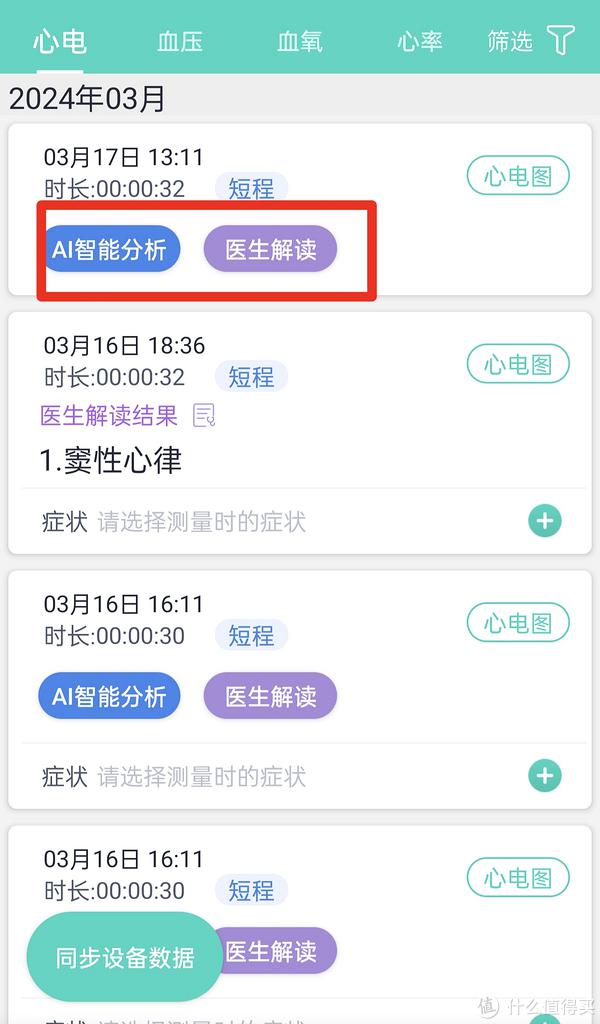 心电 血压 血氧 心率 筛选
2024年03月
03月17日 13:11
时长:00:00:32 短程
心电图
AI智能分析 医生解读
03月16日 18:36
时长:00:00:32 短程
心电图
医生解读结果
1.窦性心律
症状 请选择测量时的症状
03月16日 16:11
时长:00:00:30 短程
心电图
AI智能分析 医生解读
症状 请选择测量时的症状
03月16日 16:11
时长:00:00:30 短程
心电图
同步设备数据 医生解读
值 什么值得买